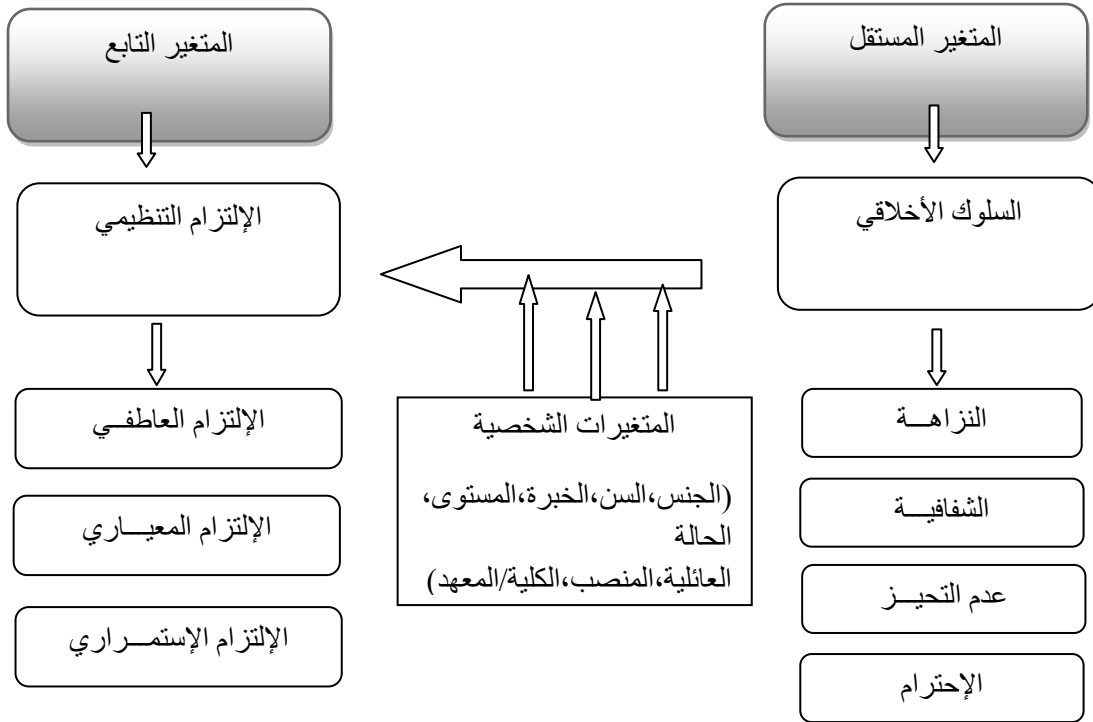 المتغير المستقل
المتغير التابع
السلوك الأخلاقي
الإلتزام التنظيمي
النزاهــة
الشفافيــة
عدم التحيــز
الإحترام
المتغيرات الشخصية
(الجنس،السن،الخبرة،المستوى،
الحالة
العائلية،المنصب،الكلية/المعهد)
الإلتزام العاطفــي
الإلتزام المعيــاري
الإلتزام الإستمــراري